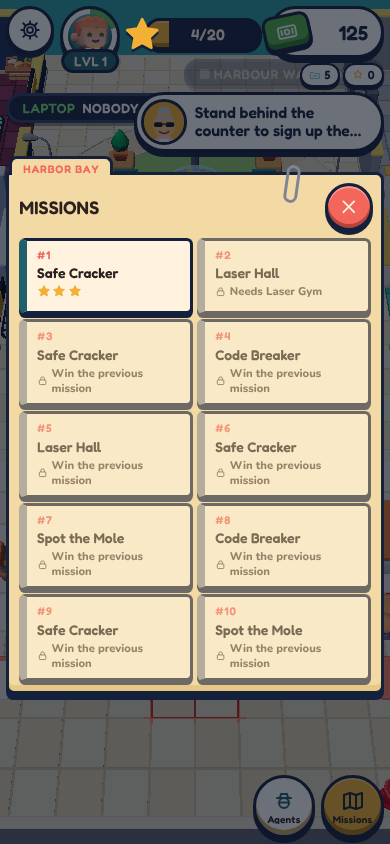 4/20
125
LVL 1
HARBOUR
5
0
LAPTOP NOBODY
Stand behind the
counter to sign up the...
HARBOR BAY
MISSIONS
#1
Safe Cracker
#2
Laser Hall
Needs Laser Gym
#3
Safe Cracker
Win the previous
mission
#4
Code Breaker
Win the previous
mission
#5
Laser Hall
Win the previous
mission
#6
Safe Cracker
Win the previous
mission
#7
Spot the Mole
Win the previous
mission
#8
Code Breaker
Win the previous
mission
#9
Safe Cracker
Win the previous
mission
#10
Spot the Mole
Win the previous
mission
Agents
Missions